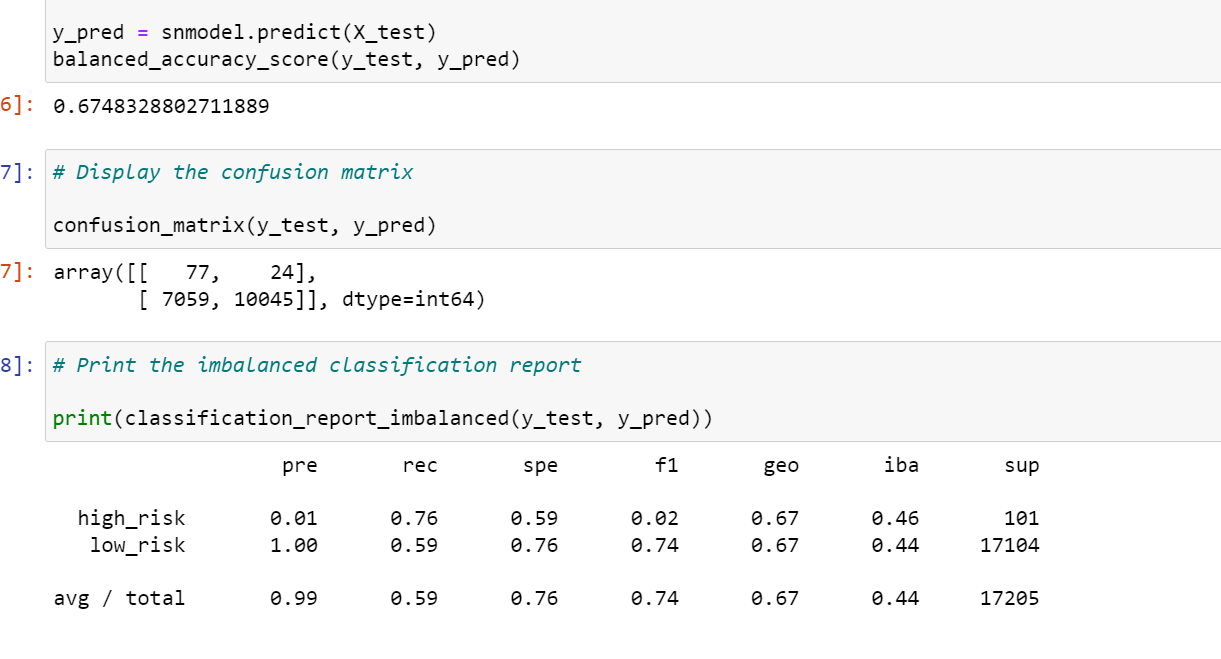 y_pred = snmodel.predict(X_test)
balanced_accuracy_score(y_test, y_pred)
6]: 0.6748328802711889
7]: # Display the confusion matrix
confusion_matrix(y_test, y_pred)
7]: array([[   77,    24],
       [ 7059, 10045]], dtype=int64)
8]: # Print the imbalanced classification report
print(classification_report_imbalanced(y_test, y_pred))
pre rec spe f1 geo iba sup
high_risk 0.01 0.76 0.59 0.02 0.67 0.46 101
low_risk 1.00 0.59 0.76 0.74 0.67 0.44 17104
avg / total 0.99 0.59 0.76 0.74 0.67 0.44 17205